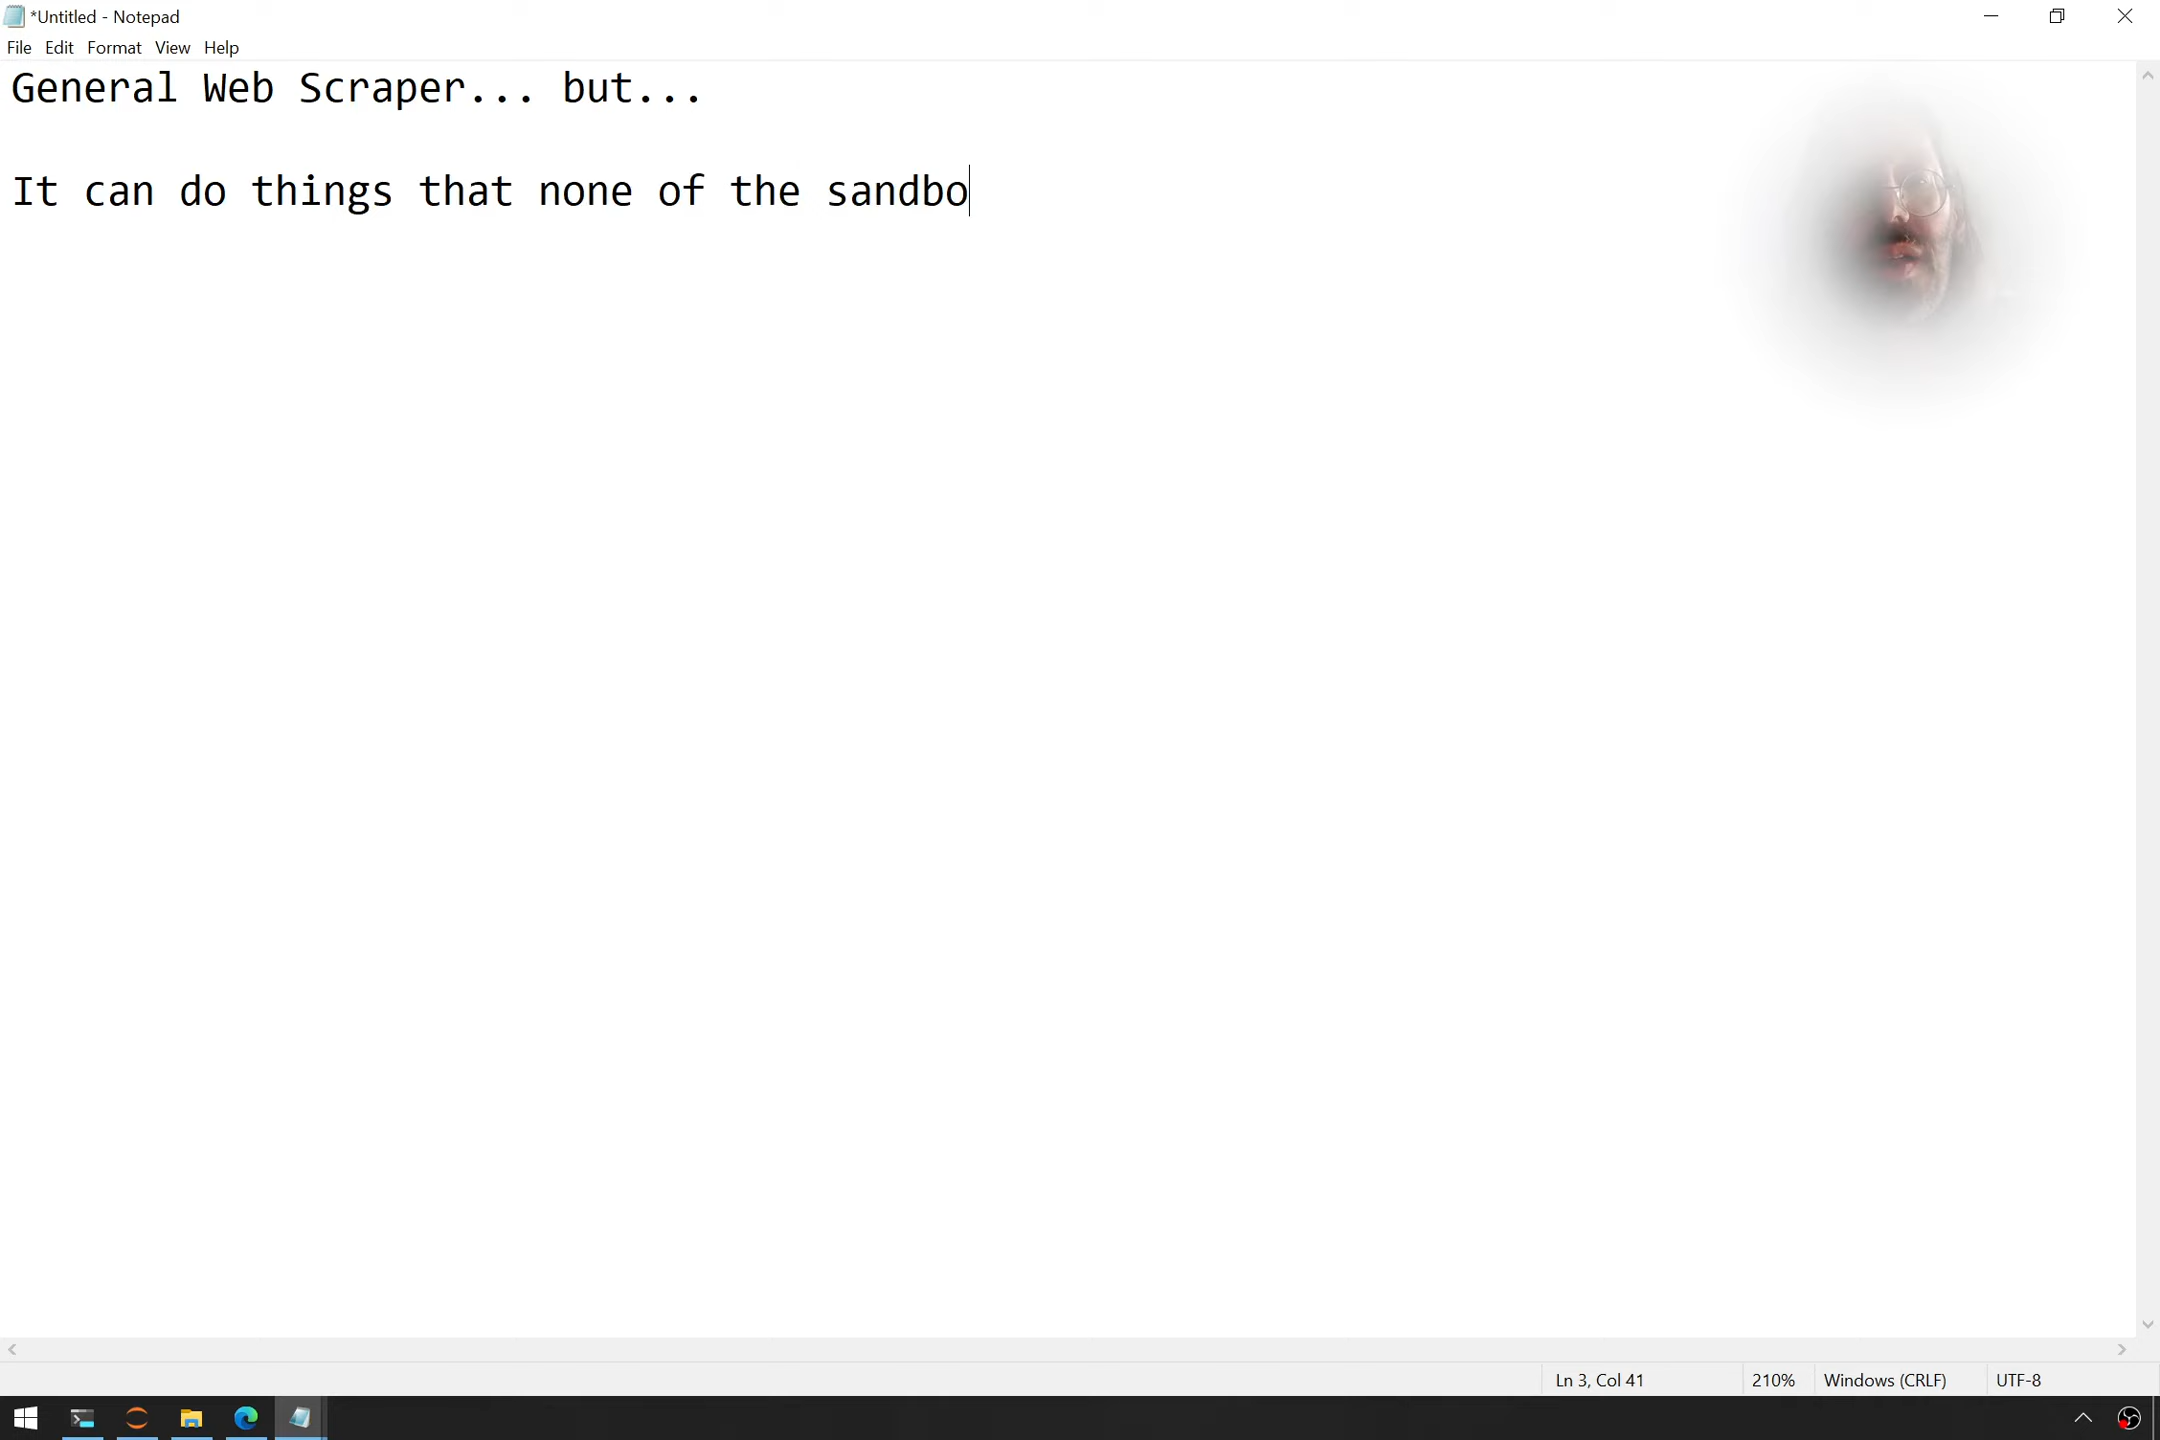 *Untitled - Notepad
File Edit Format View Help
General Web Scraper... but...
It can do things that none of the sandbo
Ln 3, Col 41 210% Windows (CRLF) UTF-8